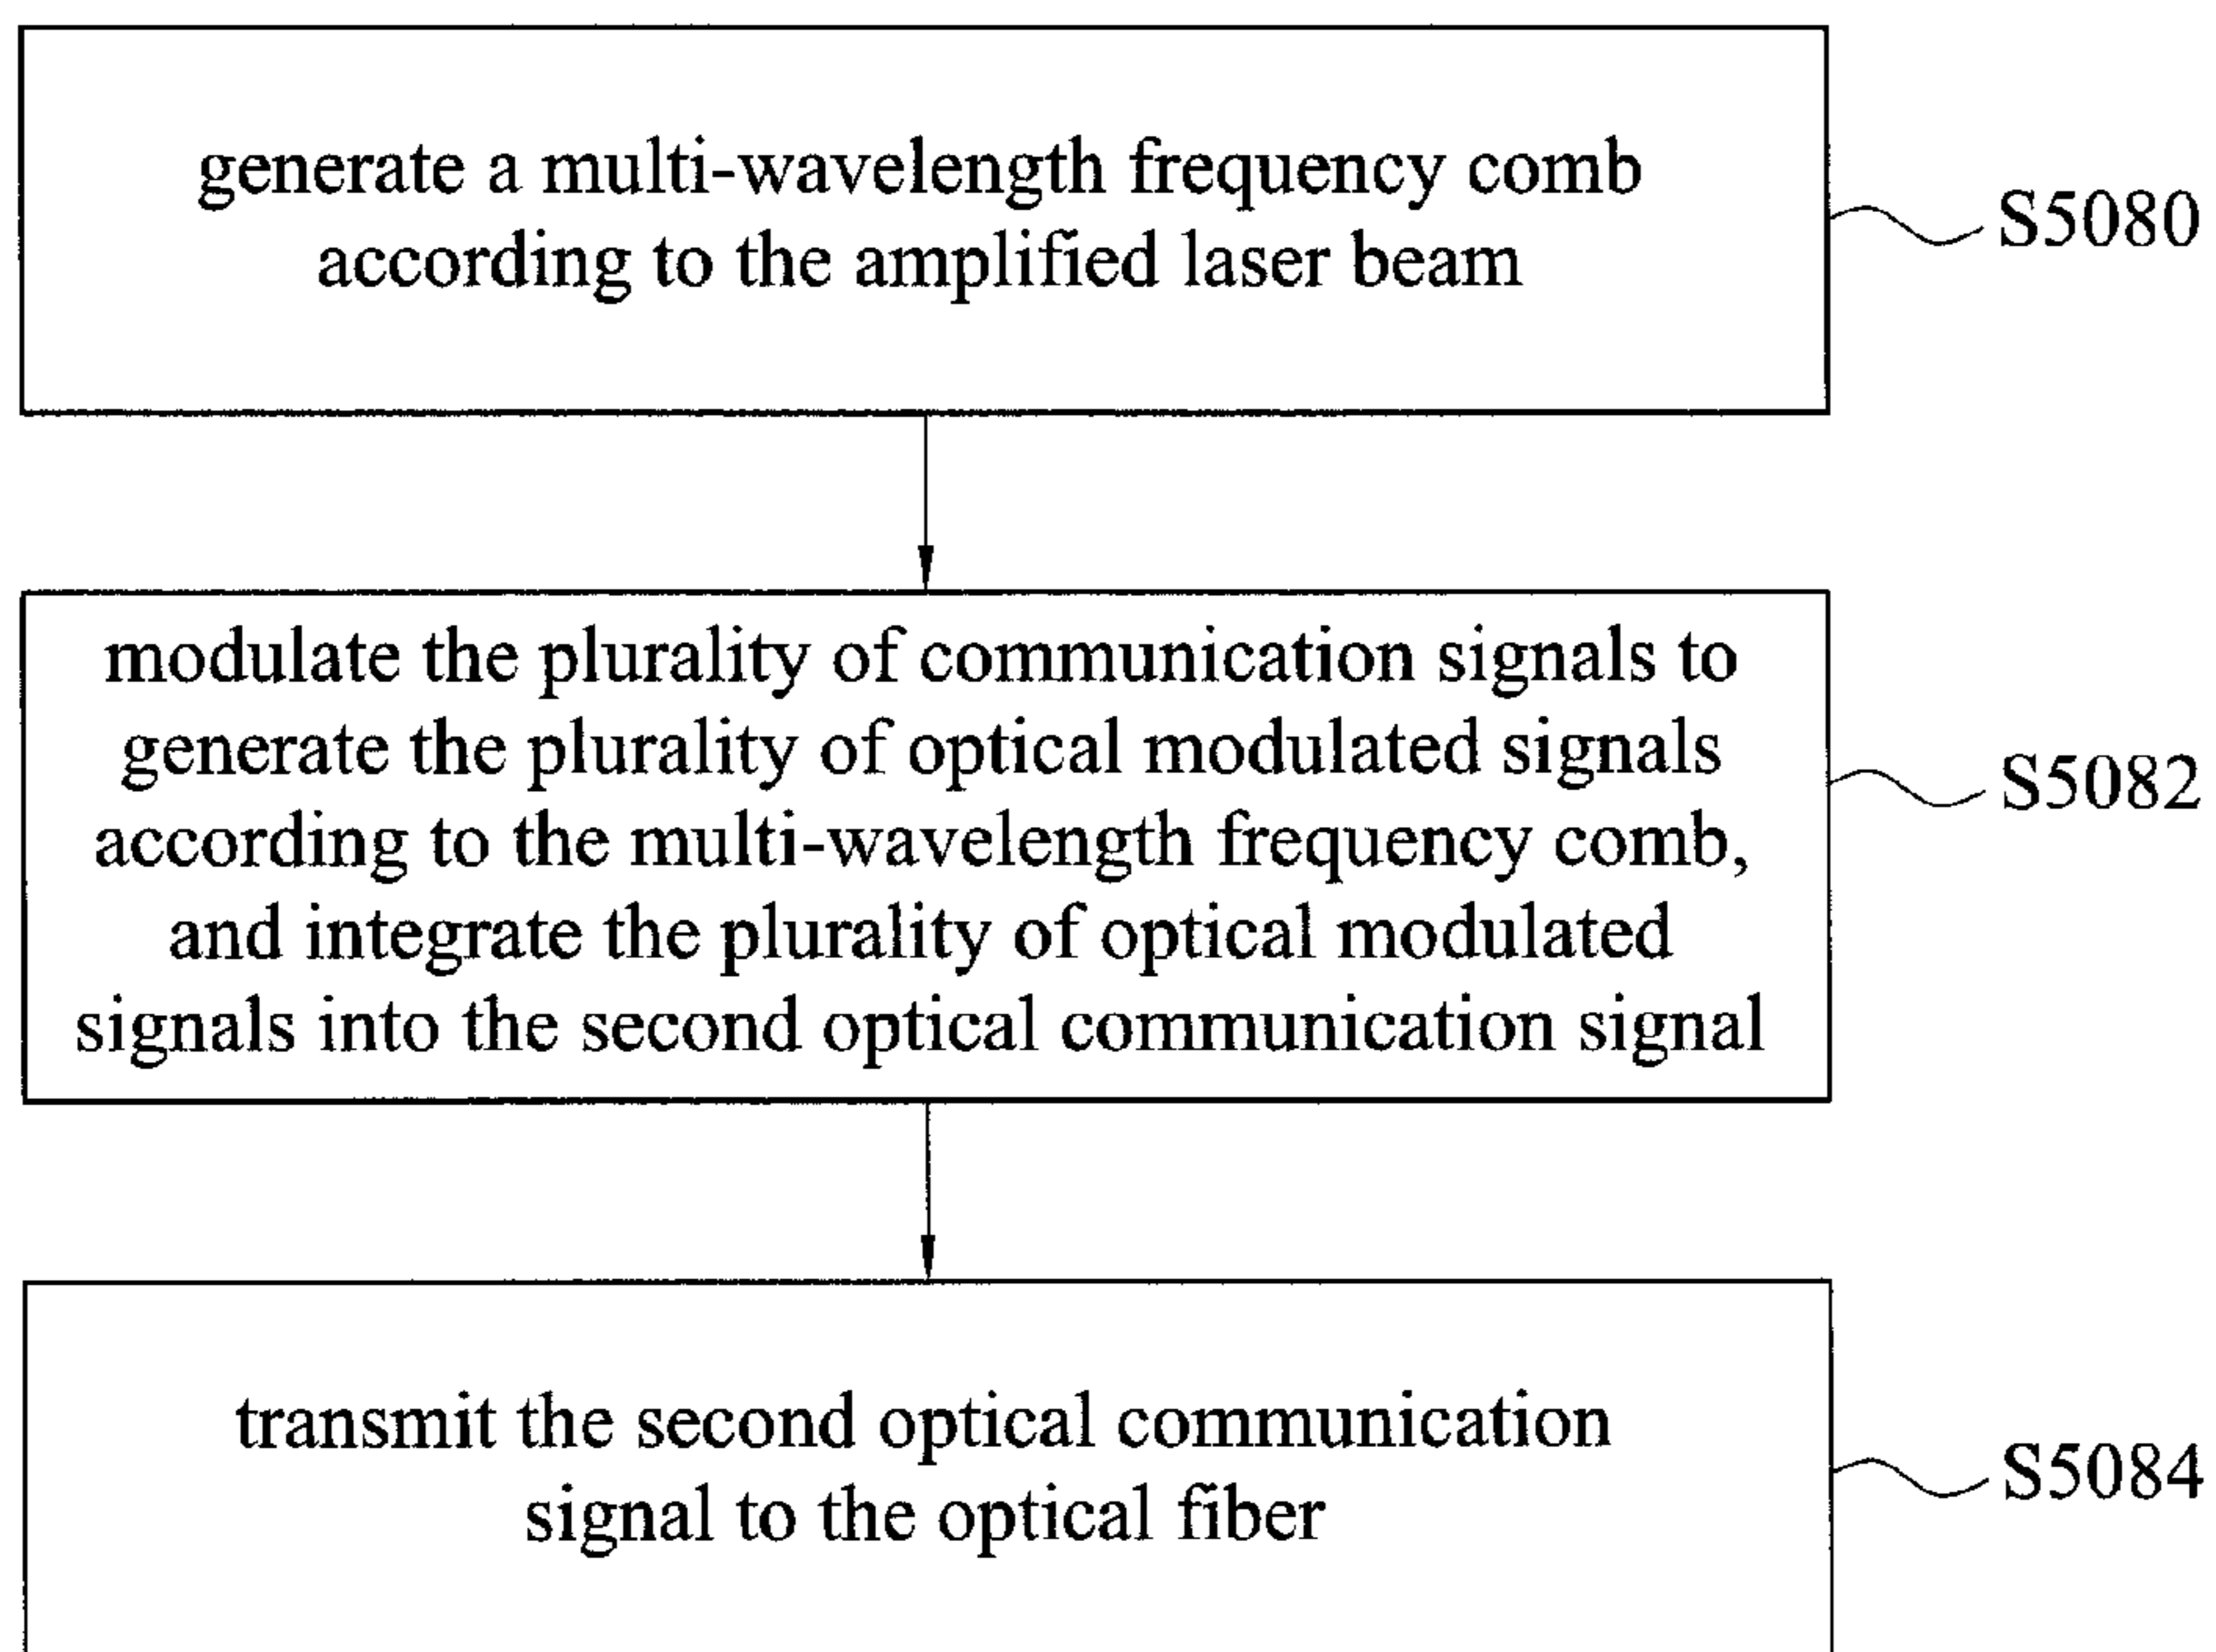 generate a multi-wavelength frequency comb
according to the amplified laser beam
S5080
modulate the plurality of communication signals to
generate the plurality of optical modulated signals
according to the multi-wavelength frequency comb,
and integrate the plurality of optical modulated
signals into the second optical communication signal
S5082
transmit the second optical communication
signal to the optical fiber
S5084